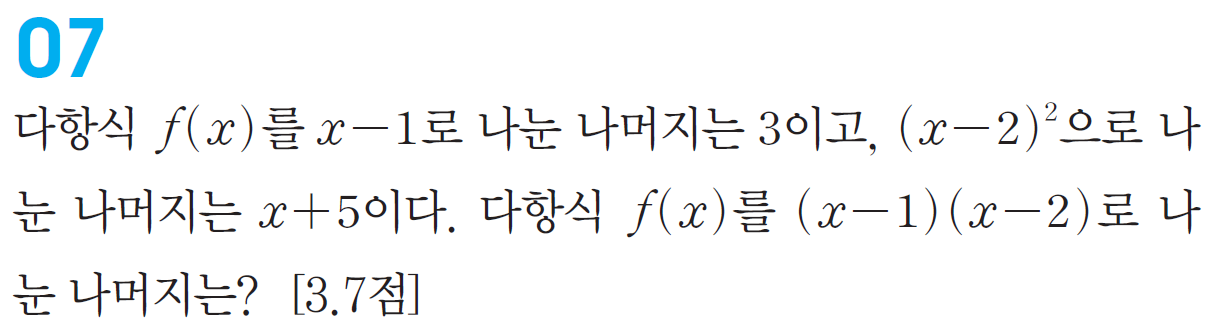 07
다항식 f(x)를 x-1로 나눈 나머지는 3이고, (x-2)²으로 나
눈 나머지는 x+5이다. 다항식 f(x)를 (x-1)(x-2)로 나
눈 나머지는? [3.7점]